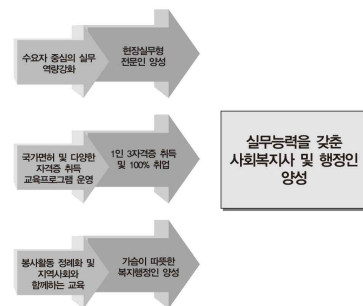 수요자 중심의 실무
역량강화
현장실무형
전문인 양성
국가면허 및 다양한
자격증 취득
교육프로그램 운영
1인 3자격증 취득
및 100% 취업
봉사활동 정례화 및
지역사회와
함께하는 교육
가슴이 따뜻한
복지행정인 양성
실무능력을 갖춘
사회복지사 및 행정인
양성